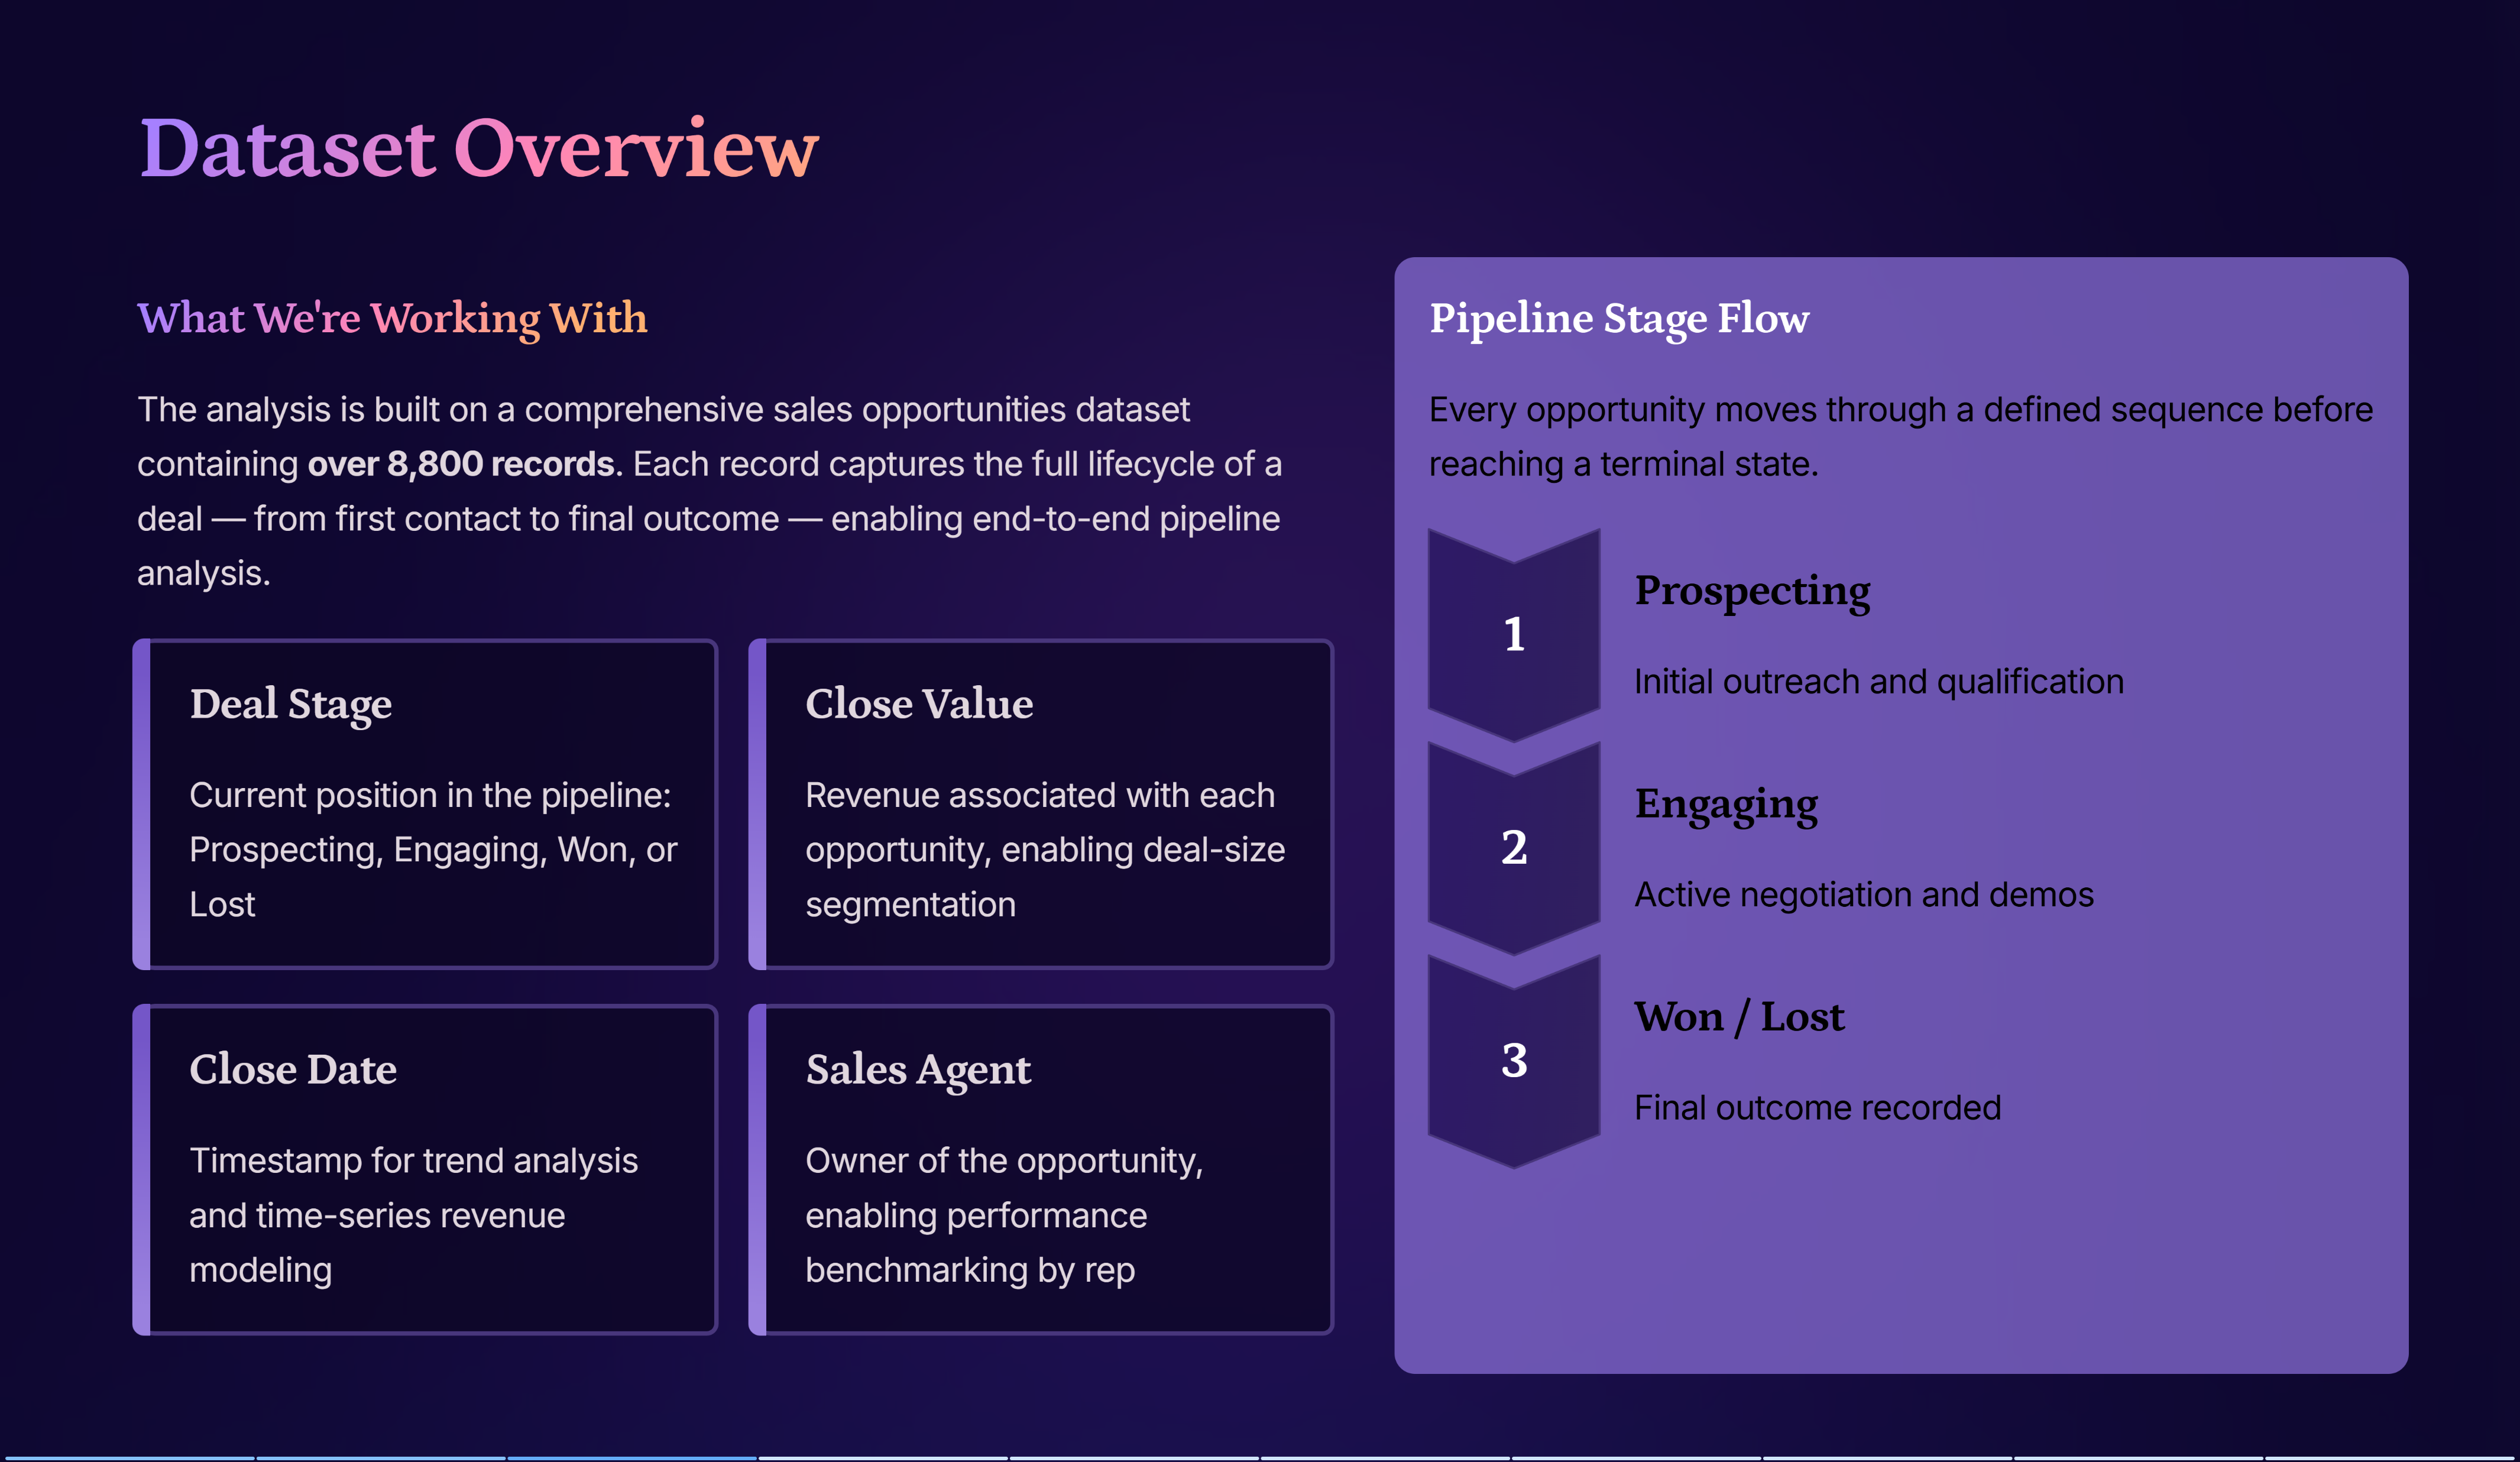 Dataset Overview
What We're Working With
The analysis is built on a comprehensive sales opportunities dataset
containing over 8,800 records. Each record captures the full lifecycle of a
deal — from first contact to final outcome — enabling end-to-end pipeline
analysis.
Deal Stage
Current position in the pipeline:
Prospecting, Engaging, Won, or
Lost
Close Value
Revenue associated with each
opportunity, enabling deal-size
segmentation
Close Date
Timestamp for trend analysis
and time-series revenue
modeling
Sales Agent
Owner of the opportunity,
enabling performance
benchmarking by rep
Pipeline Stage Flow
Every opportunity moves through a defined sequence before
reaching a terminal state.
1
Prospecting
Initial outreach and qualification
2
Engaging
Active negotiation and demos
3
Won / Lost
Final outcome recorded